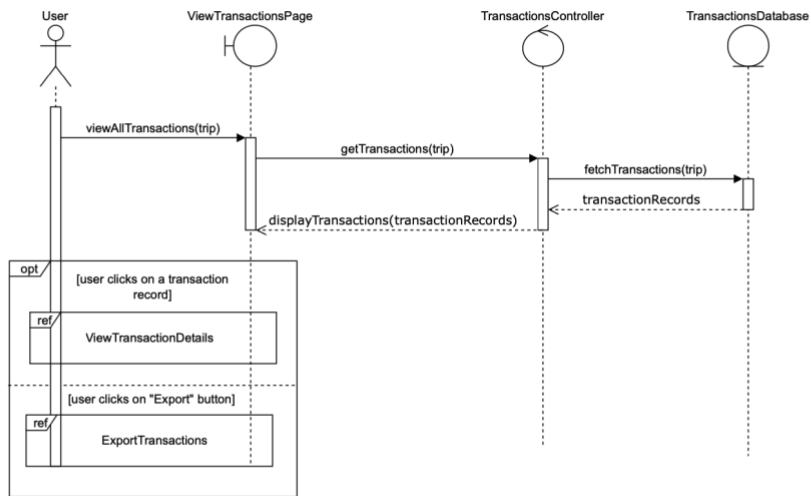 User
ViewTransactionsPage
TransactionsController
TransactionsDatabase
viewAllTransactions(trip)
getTransactions(trip)
fetchTransactions(trip)
transactionRecords
displayTransactions(transactionRecords)
opt
[user clicks on a transaction
record]
ref
ViewTransactionDetails
[user clicks on "Export" button]
ref
ExportTransactions